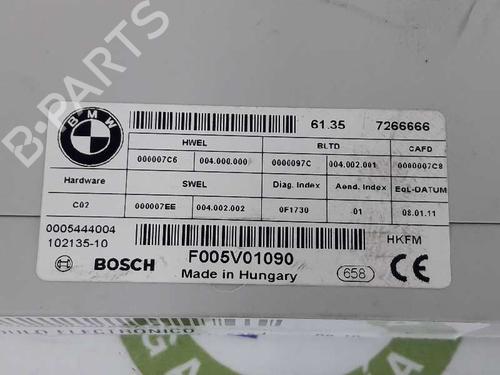 B-PARTS
BMW
61.35 7266666
HWEL BLTD CAFD
000007C6 004.000.000 0000097C 004.002.001 0000007C8
Hardware SWEL Diag. Index Aend. Index EoL-DATUM
C02 000007EE 004.002.002 0F1730 01 08.01.11
0005444004
102135-10
HKFM
BOSCH F005V01090
Made in Hungary 658 CE
ELECTRONICO